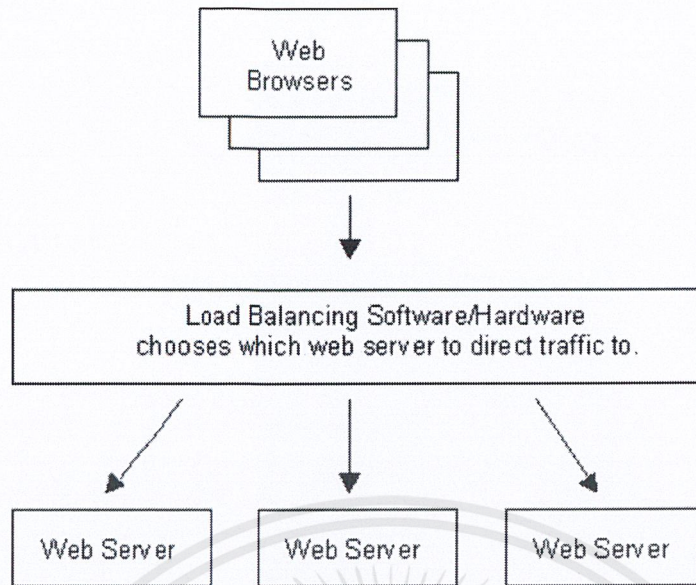 Web
Browsers
Load Balancing Software/Hardware
chooses which web server to direct traffic to.
Web Server
Web Server
Web Server